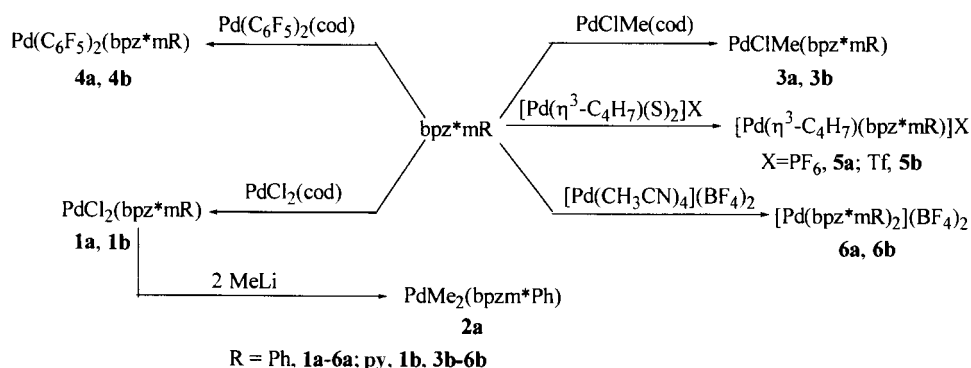 Pd(C₆F₅)₂(cod)
PdClMe(cod)
Pd(C₆F₅)₂(bpz*mR)
PdClMe(bpz*mR)
4a, 4b
3a, 3b
[Pd(η³-C₄H₇)(S)₂]X
bpz*mR
[Pd(η³-C₄H₇)(bpz*mR)]X
X=PF₆, 5a; Tf, 5b
PdCl₂(cod)
[Pd(CH₃CN)₄](BF₄)₂
PdCl₂(bpz*mR)
[Pd(bpz*mR)₂](BF₄)₂
1a, 1b
6a, 6b
2 MeLi
PdMe₂(bpzm*Ph)
2a
R = Ph, 1a-6a; py, 1b, 3b-6b